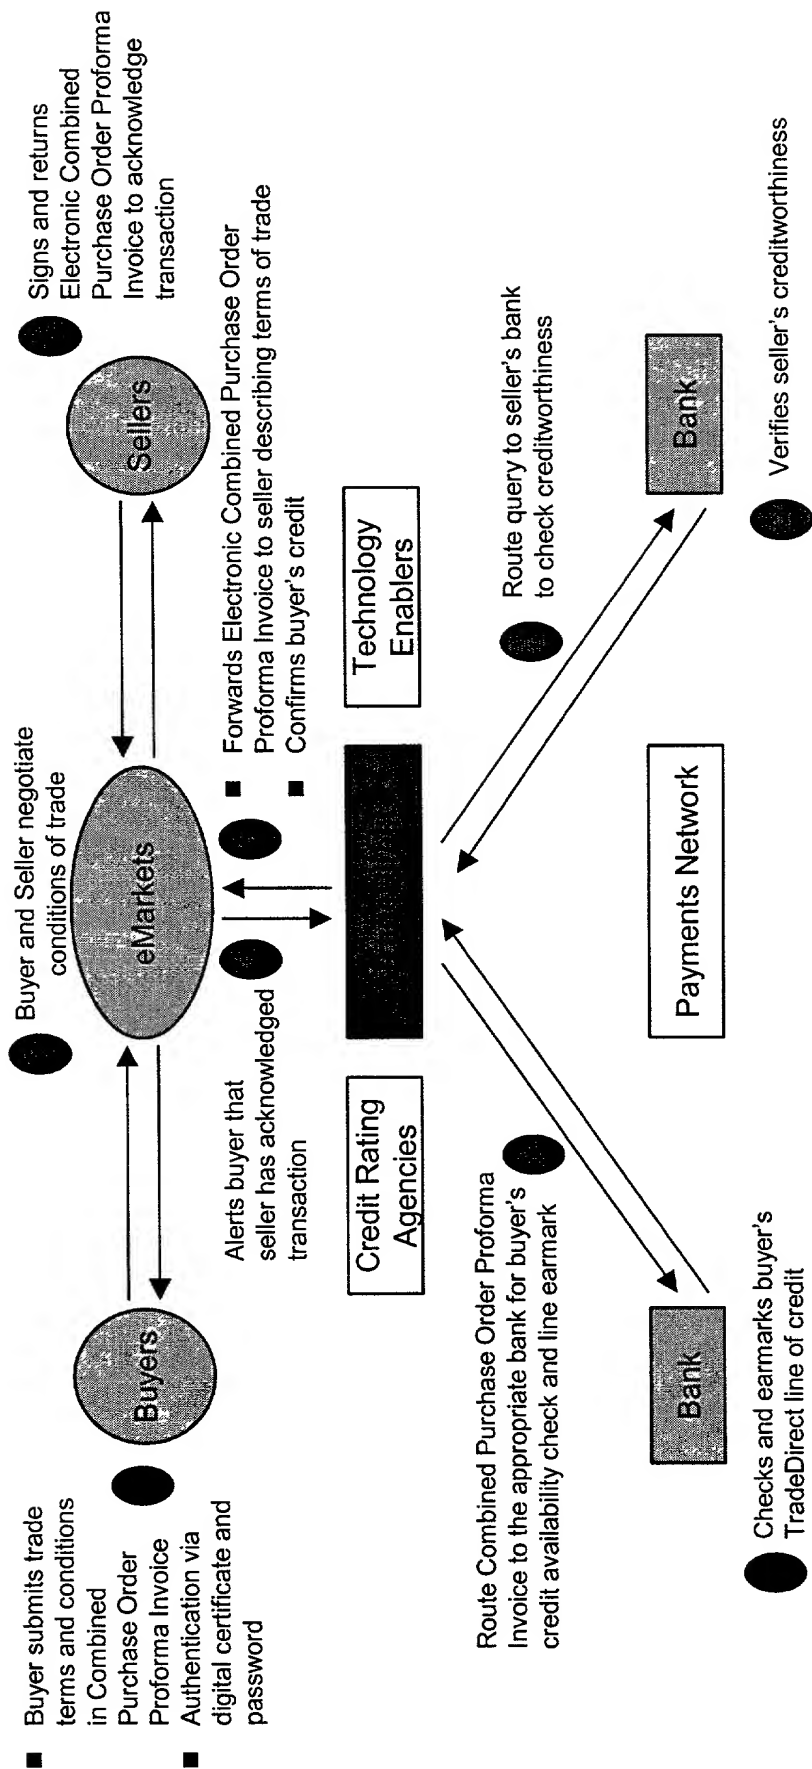 Buyer submits trade
terms and conditions
in Combined
Purchase Order
Proforma Invoice
Authentication via
digital certificate and
password
Buyers
Buyer and Seller negotiate
conditions of trade
eMarkets
Sellers
Signs and returns
Electronic Combined
Purchase Order Proforma
Invoice to acknowledge
transaction
Alerts buyer that
seller has acknowledged
transaction
Forwards Electronic Combined Purchase Order
Proforma Invoice to seller describing terms of trade
Confirms buyer's credit
Credit Rating
Agencies
Technology
Enablers
Route Combined Purchase Order Proforma
Invoice to the appropriate bank for buyer's
credit availability check and line earmark
Route query to seller's bank
to check creditworthiness
Bank
Payments Network
Bank
Checks and earmarks buyer's
TradeDirect line of credit
Verifies seller's creditworthiness